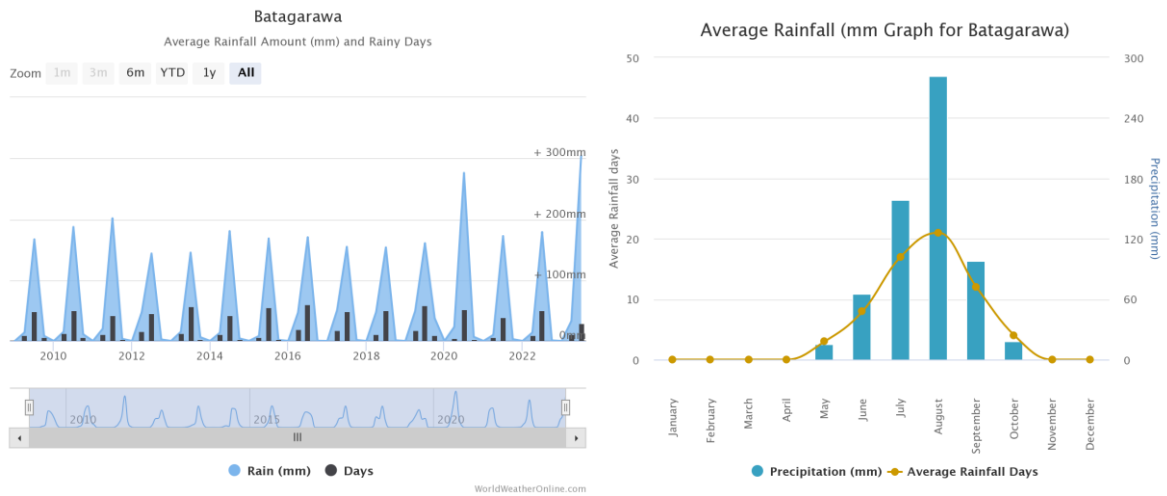 Batagarawa
Average Rainfall Amount (mm) and Rainy Days
Zoom 1m 3m 6m YTD 1y All
+ 300mm
+ 200mm
+ 100mm
0mm
2010 2012 2014 2016 2018 2020 2022
2010 2015 2020
Rain (mm) Days
WorldWeatherOnline.com
Average Rainfall (mm Graph for Batagarawa)
Average Rainfall days
50
40
30
20
10
0
Precipitation (mm)
300
240
180
120
60
0
January
February
March
April
May
June
July
August
September
October
November
December
Precipitation (mm) Average Rainfall Days